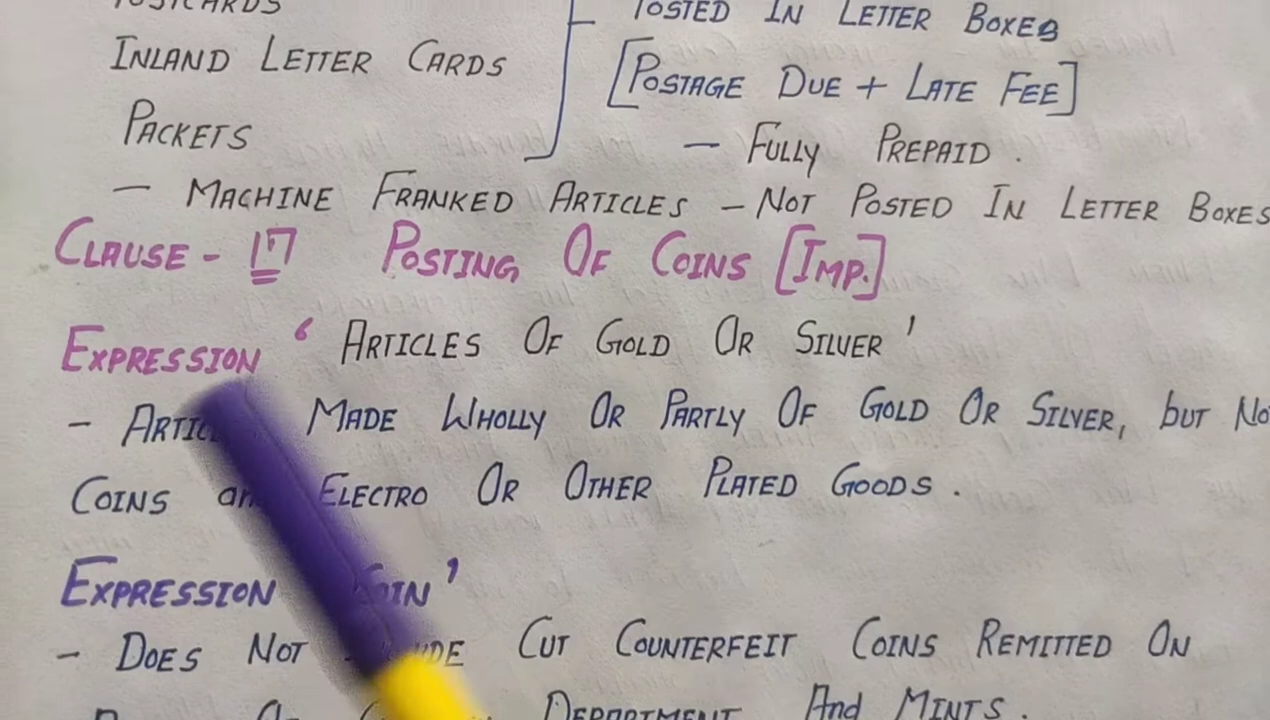 POSTCARDS
POSTED IN LETTER BOXES
INLAND LETTER CARDS
[POSTAGE DUE + LATE FEE]
PACKETS
— FULLY PREPAID .
— MACHINE FRANKED ARTICLES — NOT POSTED IN LETTER BOXES
CLAUSE - 17 POSTING OF COINS [IMP.]
EXPRESSION ‘ ARTICLES OF GOLD OR SILVER ’
- MADE WHOLLY OR PARTLY OF GOLD OR SILVER, but
COINS ELECTRO OR OTHER PLATED GOODS .
EXPRESSION ’
- DOES NOT CUT COUNTERFEIT COINS REMITTED ON
DEPARTMENT And MINTS .